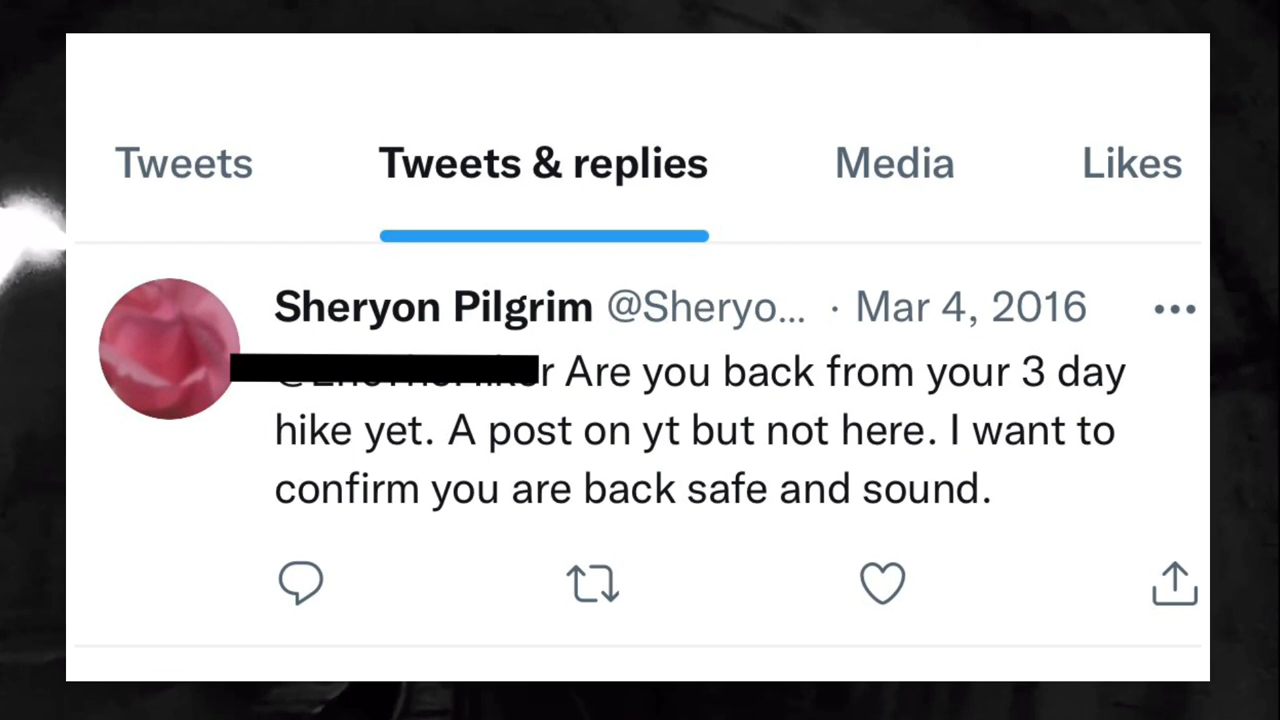 Tweets Tweets & replies Media Likes
Sheryon Pilgrim @Sheryo... · Mar 4, 2016
r Are you back from your 3 day
hike yet. A post on yt but not here. I want to
confirm you are back safe and sound.